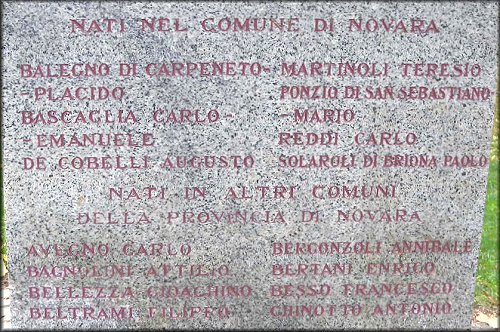 NATI NEL COMUNE DI NOVARA
BALEGNO DI CARPENETO-
-PLACIDO
BASCAGLIA CARLO-
-EMANUELE
DE COBELLI AUGUSTO
MARTINOLI TERESIO
PONZIO DI SAN SEBASTIANO
-MARIO
REDDI CARLO
SOLAROLI DI BRIONA PAOLO
NATI IN ALTRI COMUNI
DELLA PROVINCIA DI NOVARA
AVEGNO CARLO
BAGNOLINI ATTILIO
BELLEZZA GIOACHINO
BELTRAMI FILIPPO
BERGONZOLI ANNIBALE
BERTANI ENRICO
BESSO FRANCESCO
CHINOTTO ANTONIO